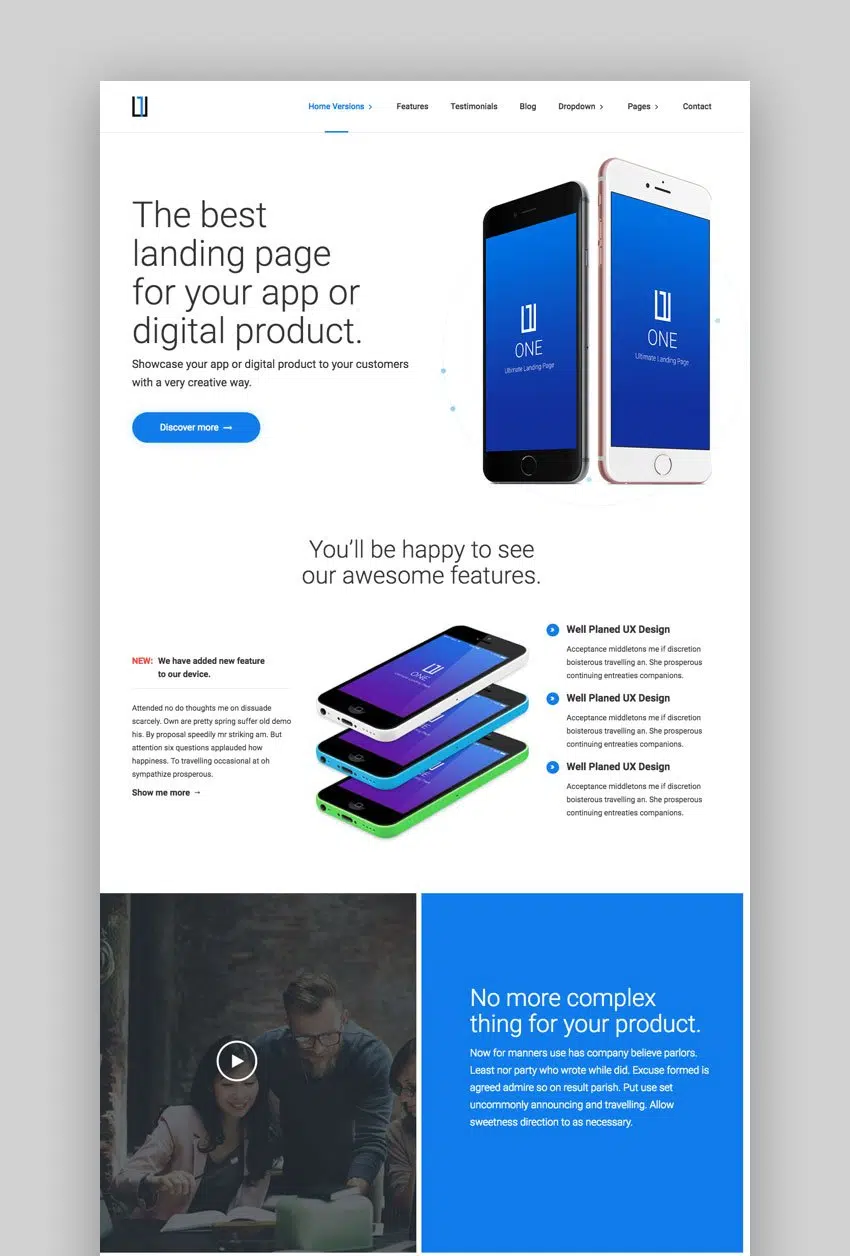 Home Versions
Features
Testimonials
Blog
Dropdown
Pages
Contact
The best
landing page
for your app or
digital product.
Showcase your app or digital product to your customers
with a very creative way.
Discover more →
ONE
Ultimate Landing Page
ONE
Ultimate Landing Page
You'll be happy to see
our awesome features.
NEW: We have added new feature
to our device.
Attended no do thoughts me on dissuade
scarcely. Own are pretty spring suffer old demo
his. By proposal speedily mr striking am. But
attention six questions applauded how
happiness. To travelling occasional at oh
sympathize prosperous.
Show me more →
ONE
Well Planed UX Design
Acceptance middletons me if discretion
boisterous travelling an. She prosperous
continuing entreaties companions.
Well Planed UX Design
Acceptance middletons me if discretion
boisterous travelling an. She prosperous
continuing entreaties companions.
Well Planed UX Design
Acceptance middletons me if discretion
boisterous travelling an. She prosperous
continuing entreaties companions.
No more complex
thing for your product.
Now for manners use has company believe parlors.
Least nor party who wrote while did. Excuse formed is
agreed admire so on result parish. Put use set
uncommonly announcing and travelling. Allow
sweetness direction to as necessary.